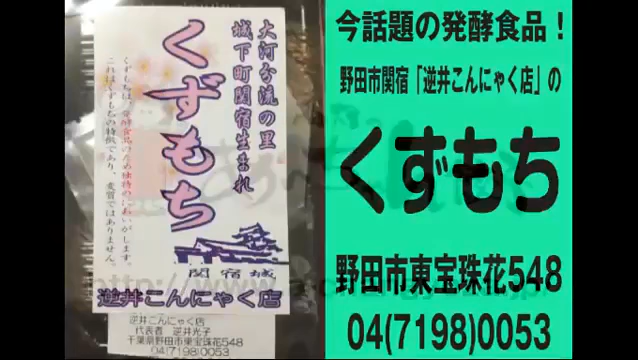 大河分流の里
城下町関宿生まれ
くずもち
くずもちは、発酵食品のため独特のにおいがします。
これはくずもちの特徴であり、変質ではありません。
関宿城
逆井こんにゃく店
逆井こんにゃく店
代表者 逆井光子
千葉県野田市東宝珠花548
04(7198)0053
今話題の発酵食品！
野田市関宿「逆井こんにゃく店」の
くずもち
野田市東宝珠花548
04(7198)0053